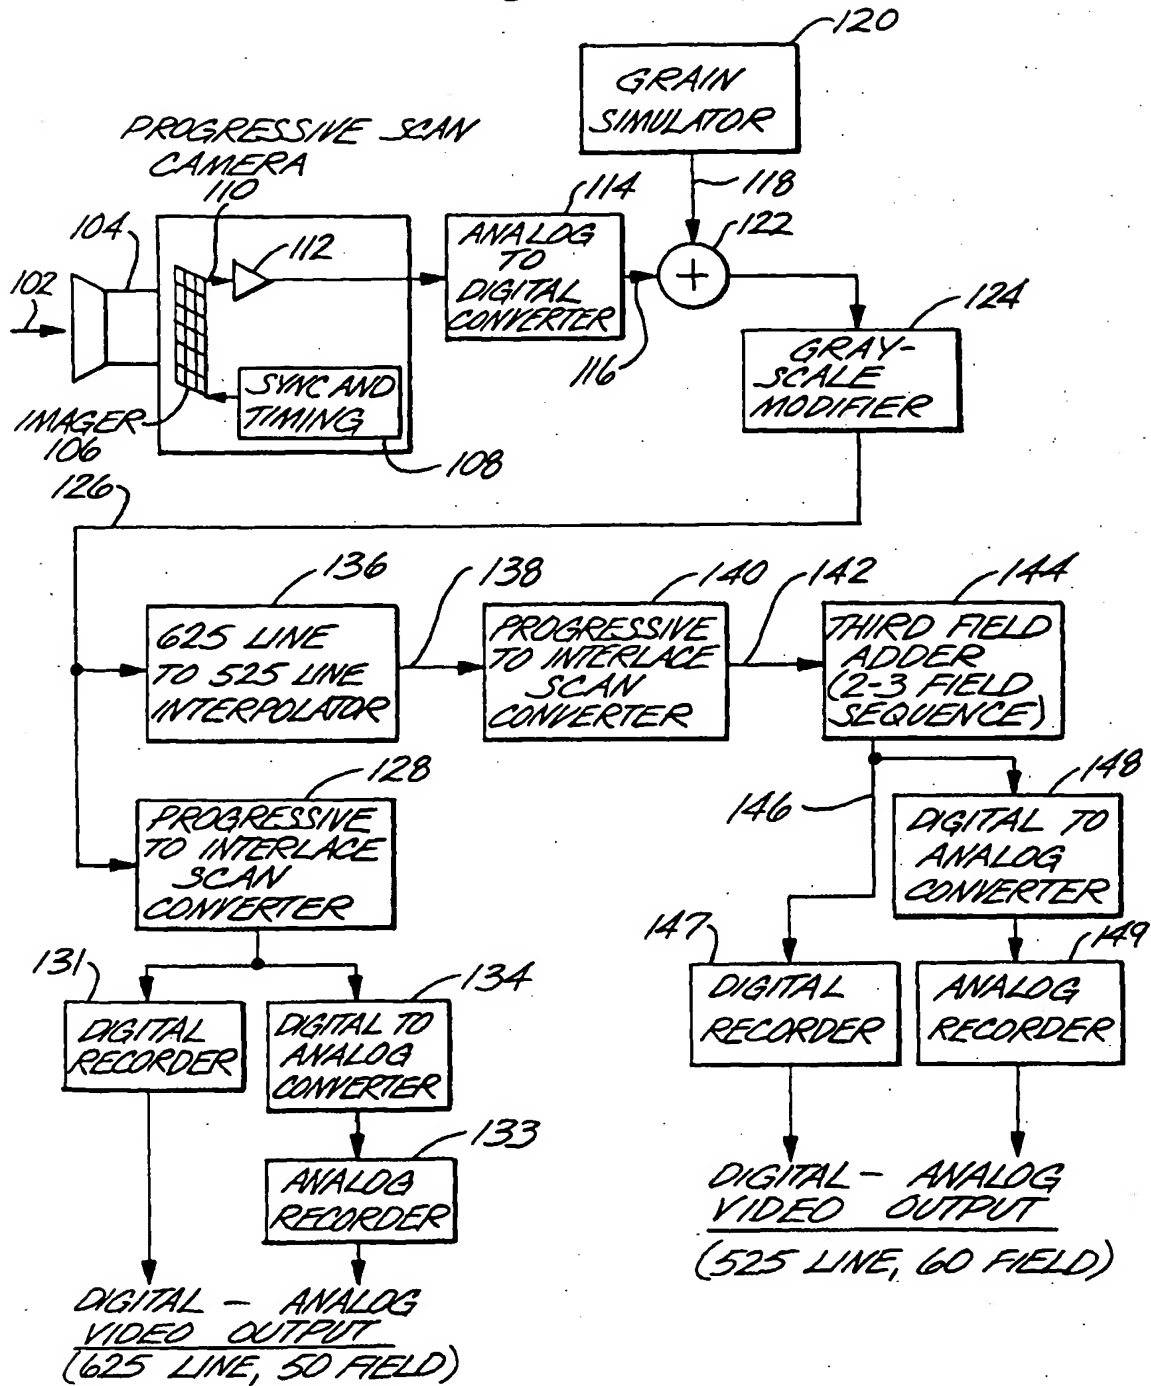 120
GRAIN
SIMULATOR
PROGRESSIVE SCAN
CAMERA
110
118
114
104
112
ANALOG
TO
DIGITAL
CONVERTER
122
+
102
116
124
GRAY-
SCALE
MODIFIER
SYNC AND
TIMING
IMAGER
106
108
126
136
138
140
142
144
625 LINE
TO 525 LINE
INTERPOLATOR
PROGRESSIVE
TO INTERLACE
SCAN
CONVERTER
THIRD FIELD
ADDER
(2-3 FIELD
SEQUENCE)
128
146
148
PROGRESSIVE
TO INTERLACE
SCAN
CONVERTER
DIGITAL TO
ANALOG
CONVERTER
147
149
131
134
DIGITAL
RECORDER
ANALOG
RECORDER
DIGITAL
RECORDER
DIGITAL TO
ANALOG
CONVERTER
133
ANALOG
RECORDER
DIGITAL - ANALOG
VIDEO OUTPUT
(525 LINE, 60 FIELD)
DIGITAL - ANALOG
VIDEO OUTPUT
(625 LINE, 50 FIELD)